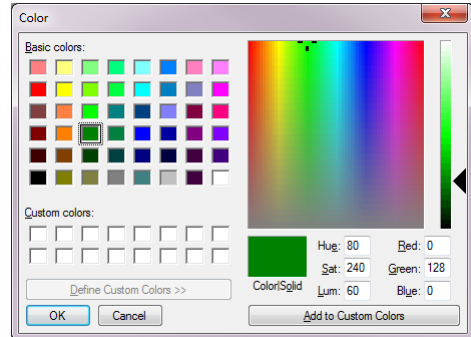 Color
Basic colors:
Custom colors:
Define Custom Colors >>
OK
Cancel
Color|Solid
Hue: 80
Sat: 240
Lum: 60
Red: 0
Green: 128
Blue: 0
Add to Custom Colors